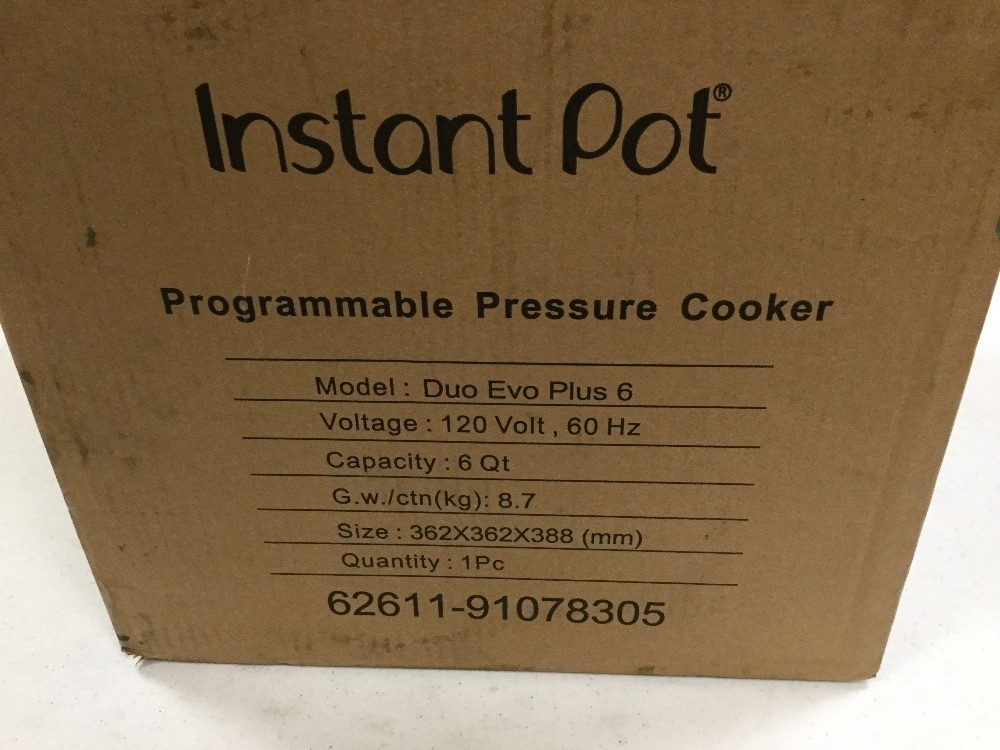 Instant Pot®
Programmable Pressure Cooker
Model : Duo Evo Plus 6
Voltage : 120 Volt , 60 Hz
Capacity : 6 Qt
G.w./ctn(kg): 8.7
Size : 362X362X388 (mm)
Quantity : 1Pc
62611-91078305